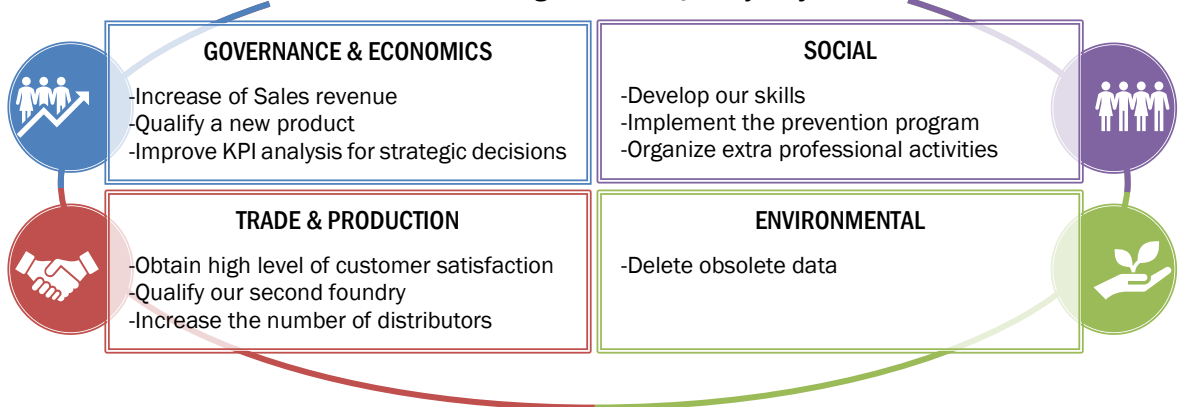 GOVERNANCE & ECONOMICS
-Increase of Sales revenue
-Qualify a new product
-Improve KPI analysis for strategic decisions
SOCIAL
-Develop our skills
-Implement the prevention program
-Organize extra professional activities
TRADE & PRODUCTION
-Obtain high level of customer satisfaction
-Qualify our second foundry
-Increase the number of distributors
ENVIRONMENTAL
-Delete obsolete data